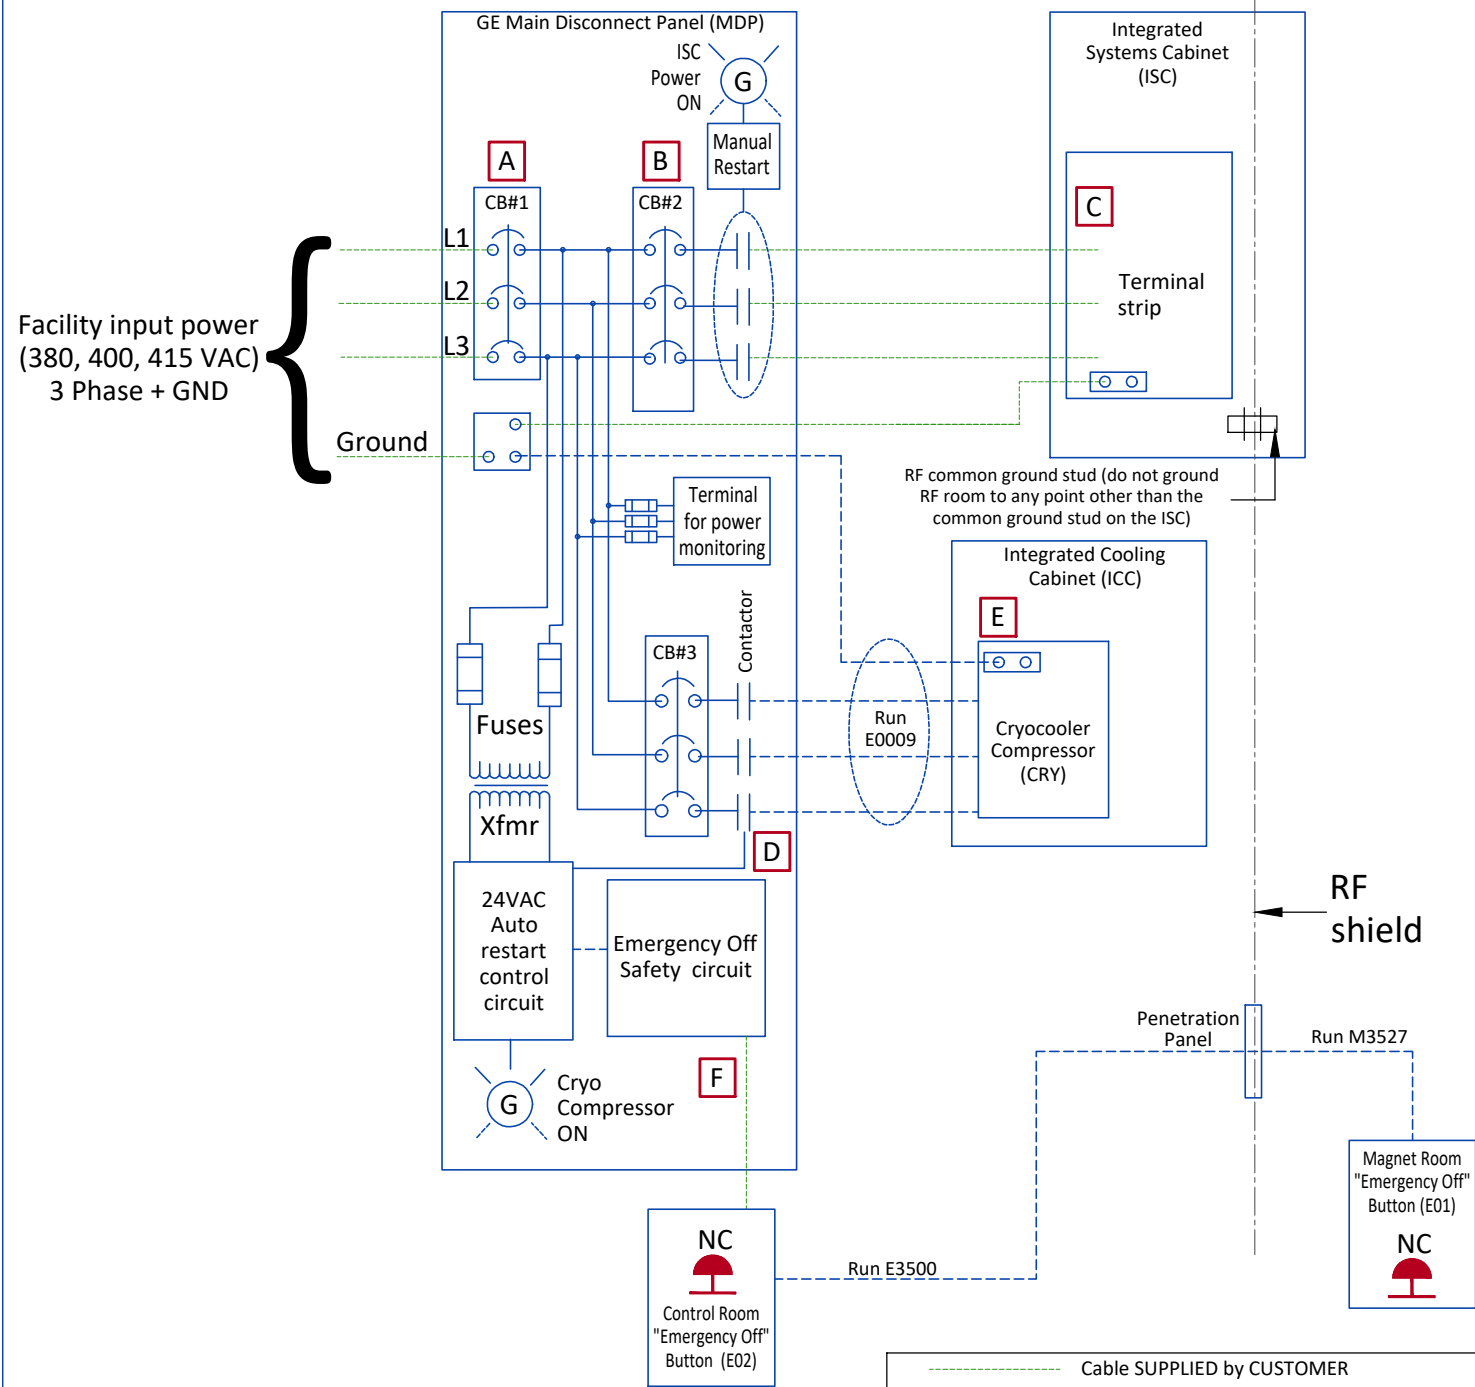 GE Main Disconnect Panel (MDP)
ISC
Power
ON
G
Manual
Restart
A
B
CB#1
CB#2
L1
L2
L3
Facility input power
(380, 400, 415 VAC)
3 Phase + GND
Ground
Integrated
Systems Cabinet
(ISC)
C
Terminal
strip
RF common ground stud (do not ground
RF room to any point other than the
common ground stud on the ISC)
Terminal
for power
monitoring
Integrated Cooling
Cabinet (ICC)
E
Contactor
CB#3
Run
E0009
Cryocooler
Compressor
(CRY)
Fuses
Xfmr
D
24VAC
Auto
restart
control
circuit
Emergency Off
Safety circuit
RF
shield
F
G
Cryo
Compressor
ON
Penetration
Panel
Run M3527
Magnet Room
"Emergency Off"
Button (E01)
NC
NC
Control Room
"Emergency Off"
Button (E02)
Run E3500
Cable SUPPLIED by CUSTOMER